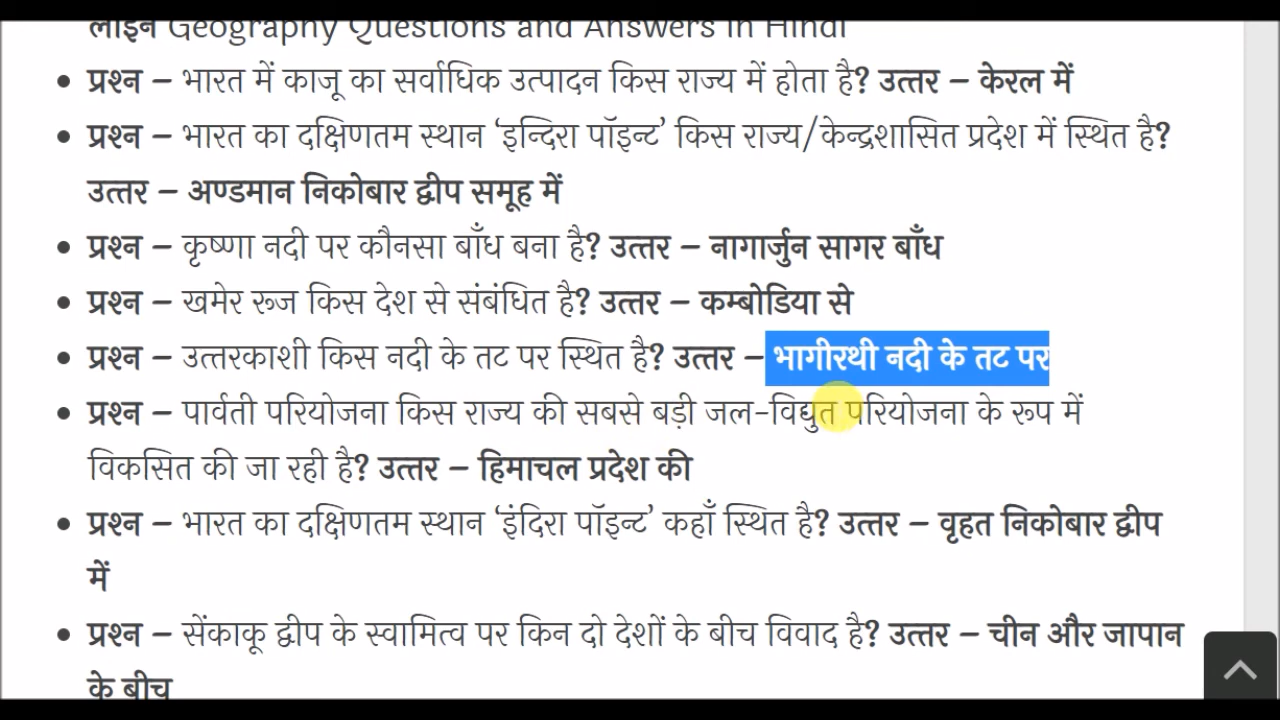 लाइन Geography Questions and Answers in Hindi
प्रश्न – भारत में काजू का सर्वाधिक उत्पादन किस राज्य में होता है? उत्तर – केरल में
प्रश्न – भारत का दक्षिणतम स्थान ‘इन्दिरा पॉइन्ट’ किस राज्य/केन्द्रशासित प्रदेश में स्थित है?
उत्तर – अण्डमान निकोबार द्वीप समूह में
प्रश्न – कृष्णा नदी पर कौनसा बाँध बना है? उत्तर – नागार्जुन सागर बाँध
प्रश्न – खमेर रूज किस देश से संबंधित है? उत्तर – कम्बोडिया से
प्रश्न – उत्तरकाशी किस नदी के तट पर स्थित है? उत्तर – भागीरथी नदी के तट पर
प्रश्न – पार्वती परियोजना किस राज्य की सबसे बड़ी जल-विद्युत परियोजना के रूप में
विकसित की जा रही है? उत्तर – हिमाचल प्रदेश की
प्रश्न – भारत का दक्षिणतम स्थान ‘इंदिरा पॉइन्ट’ कहाँ स्थित है? उत्तर – वृहत निकोबार द्वीप
में
प्रश्न – सेंकाकू द्वीप के स्वामित्व पर किन दो देशों के बीच विवाद है? उत्तर – चीन और जापान
के बीच